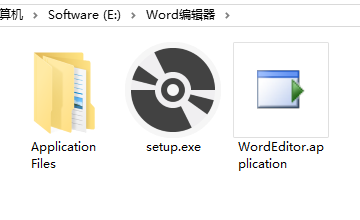 算机 > Software (E:) > Word编辑器 >
Application
Files
setup.exe
WordEditor.ap
plication